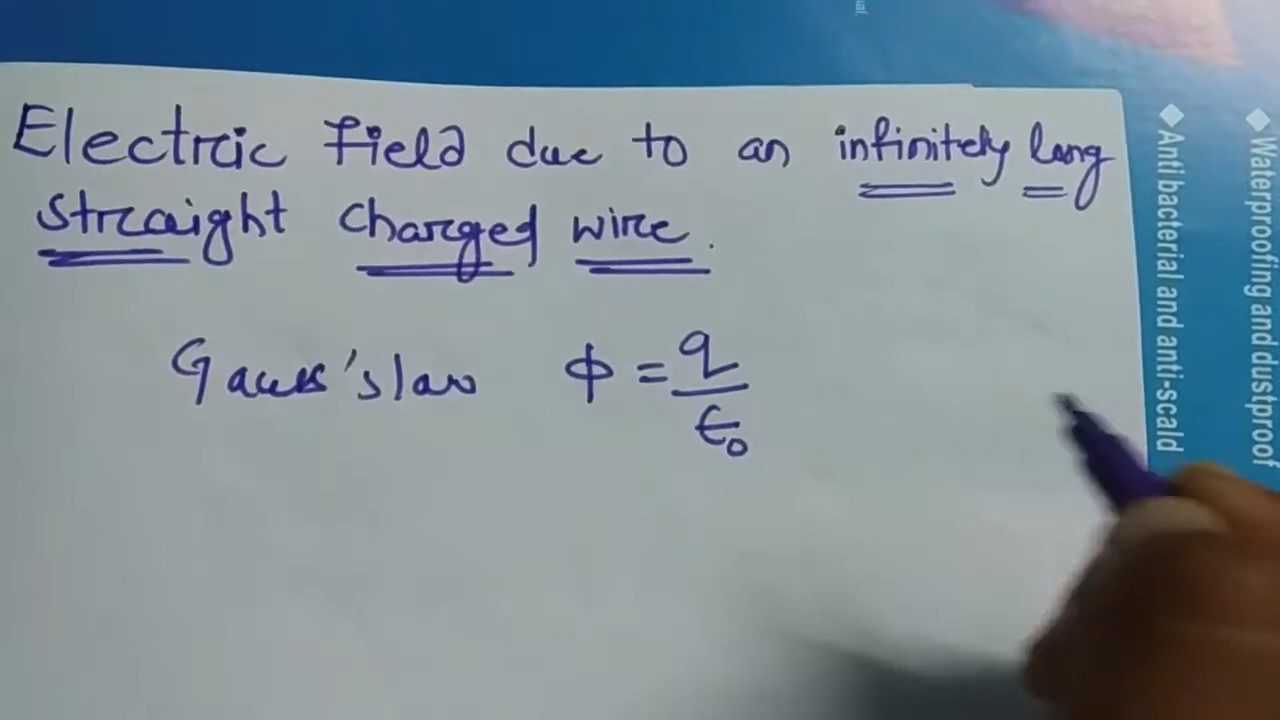 Electric Field due to an infinitely long
straight charged wire.
Gauss's law φ = q/ε₀
◆ Anti bacterial and anti-scald
◆ Waterproofing and dustproof